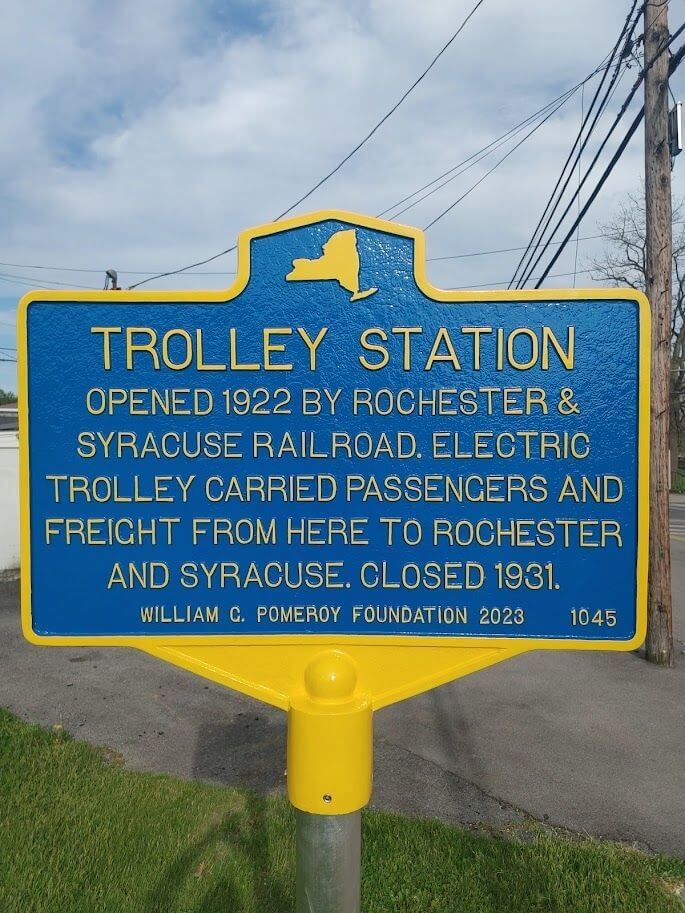 TROLLEY STATION
OPENED 1922 BY ROCHESTER &
SYRACUSE RAILROAD. ELECTRIC
TROLLEY CARRIED PASSENGERS AND
FREIGHT FROM HERE TO ROCHESTER
AND SYRACUSE. CLOSED 1931.
WILLIAM G. POMEROY FOUNDATION 2023 1045